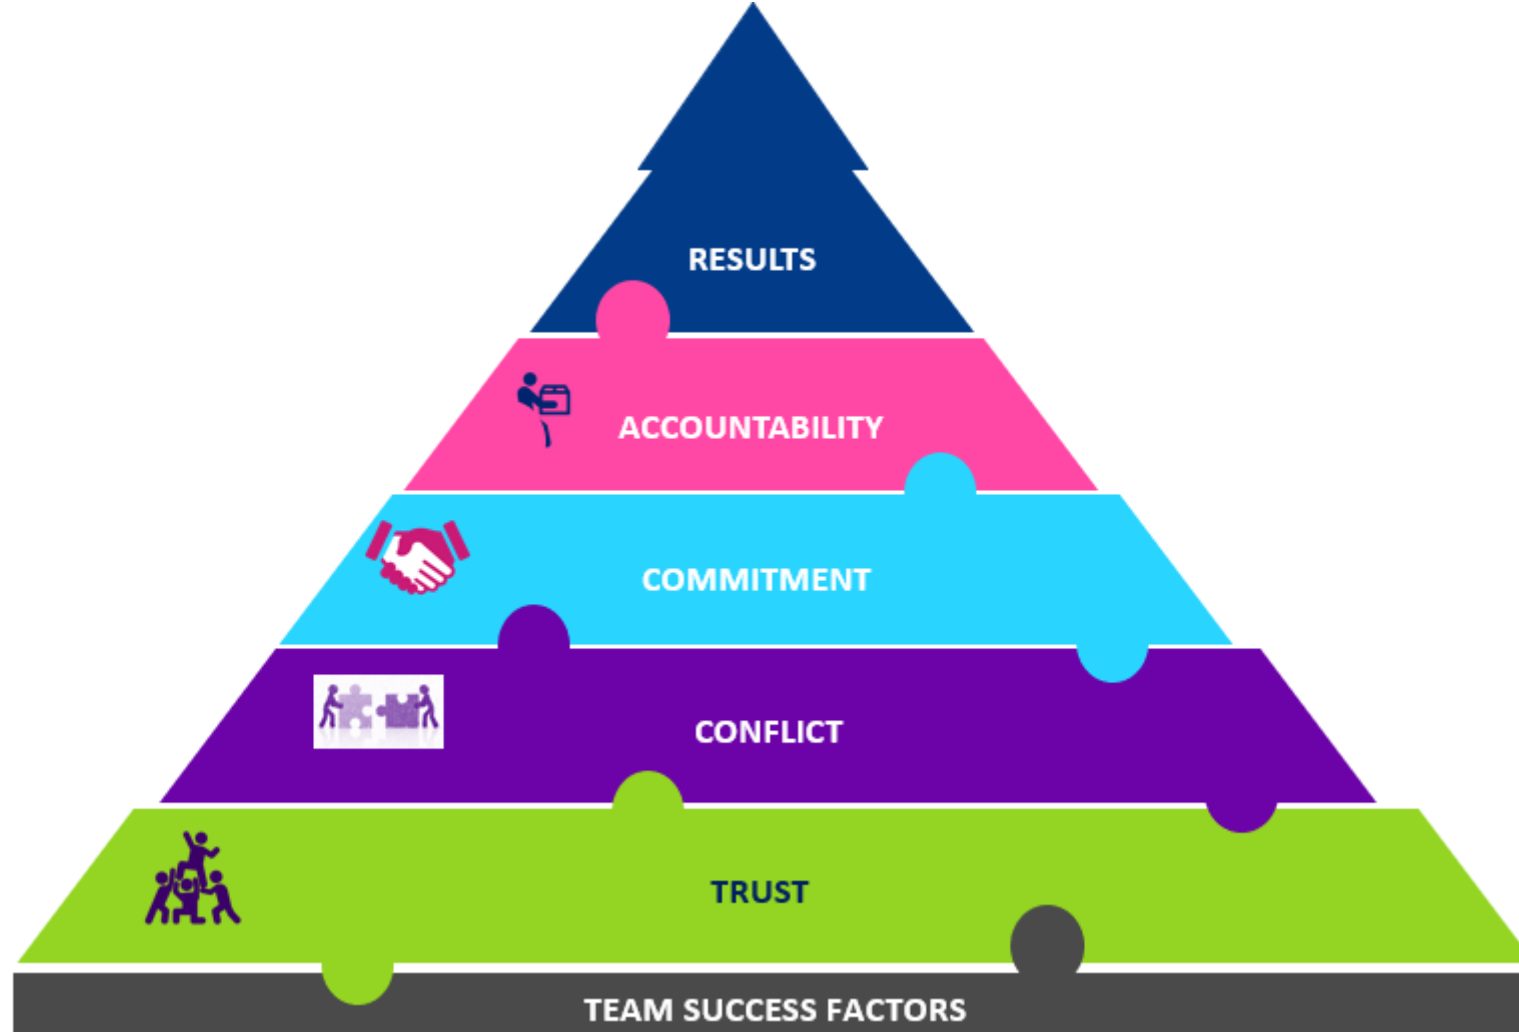 RESULTS
ACCOUNTABILITY
COMMITMENT
CONFLICT
TRUST
TEAM SUCCESS FACTORS